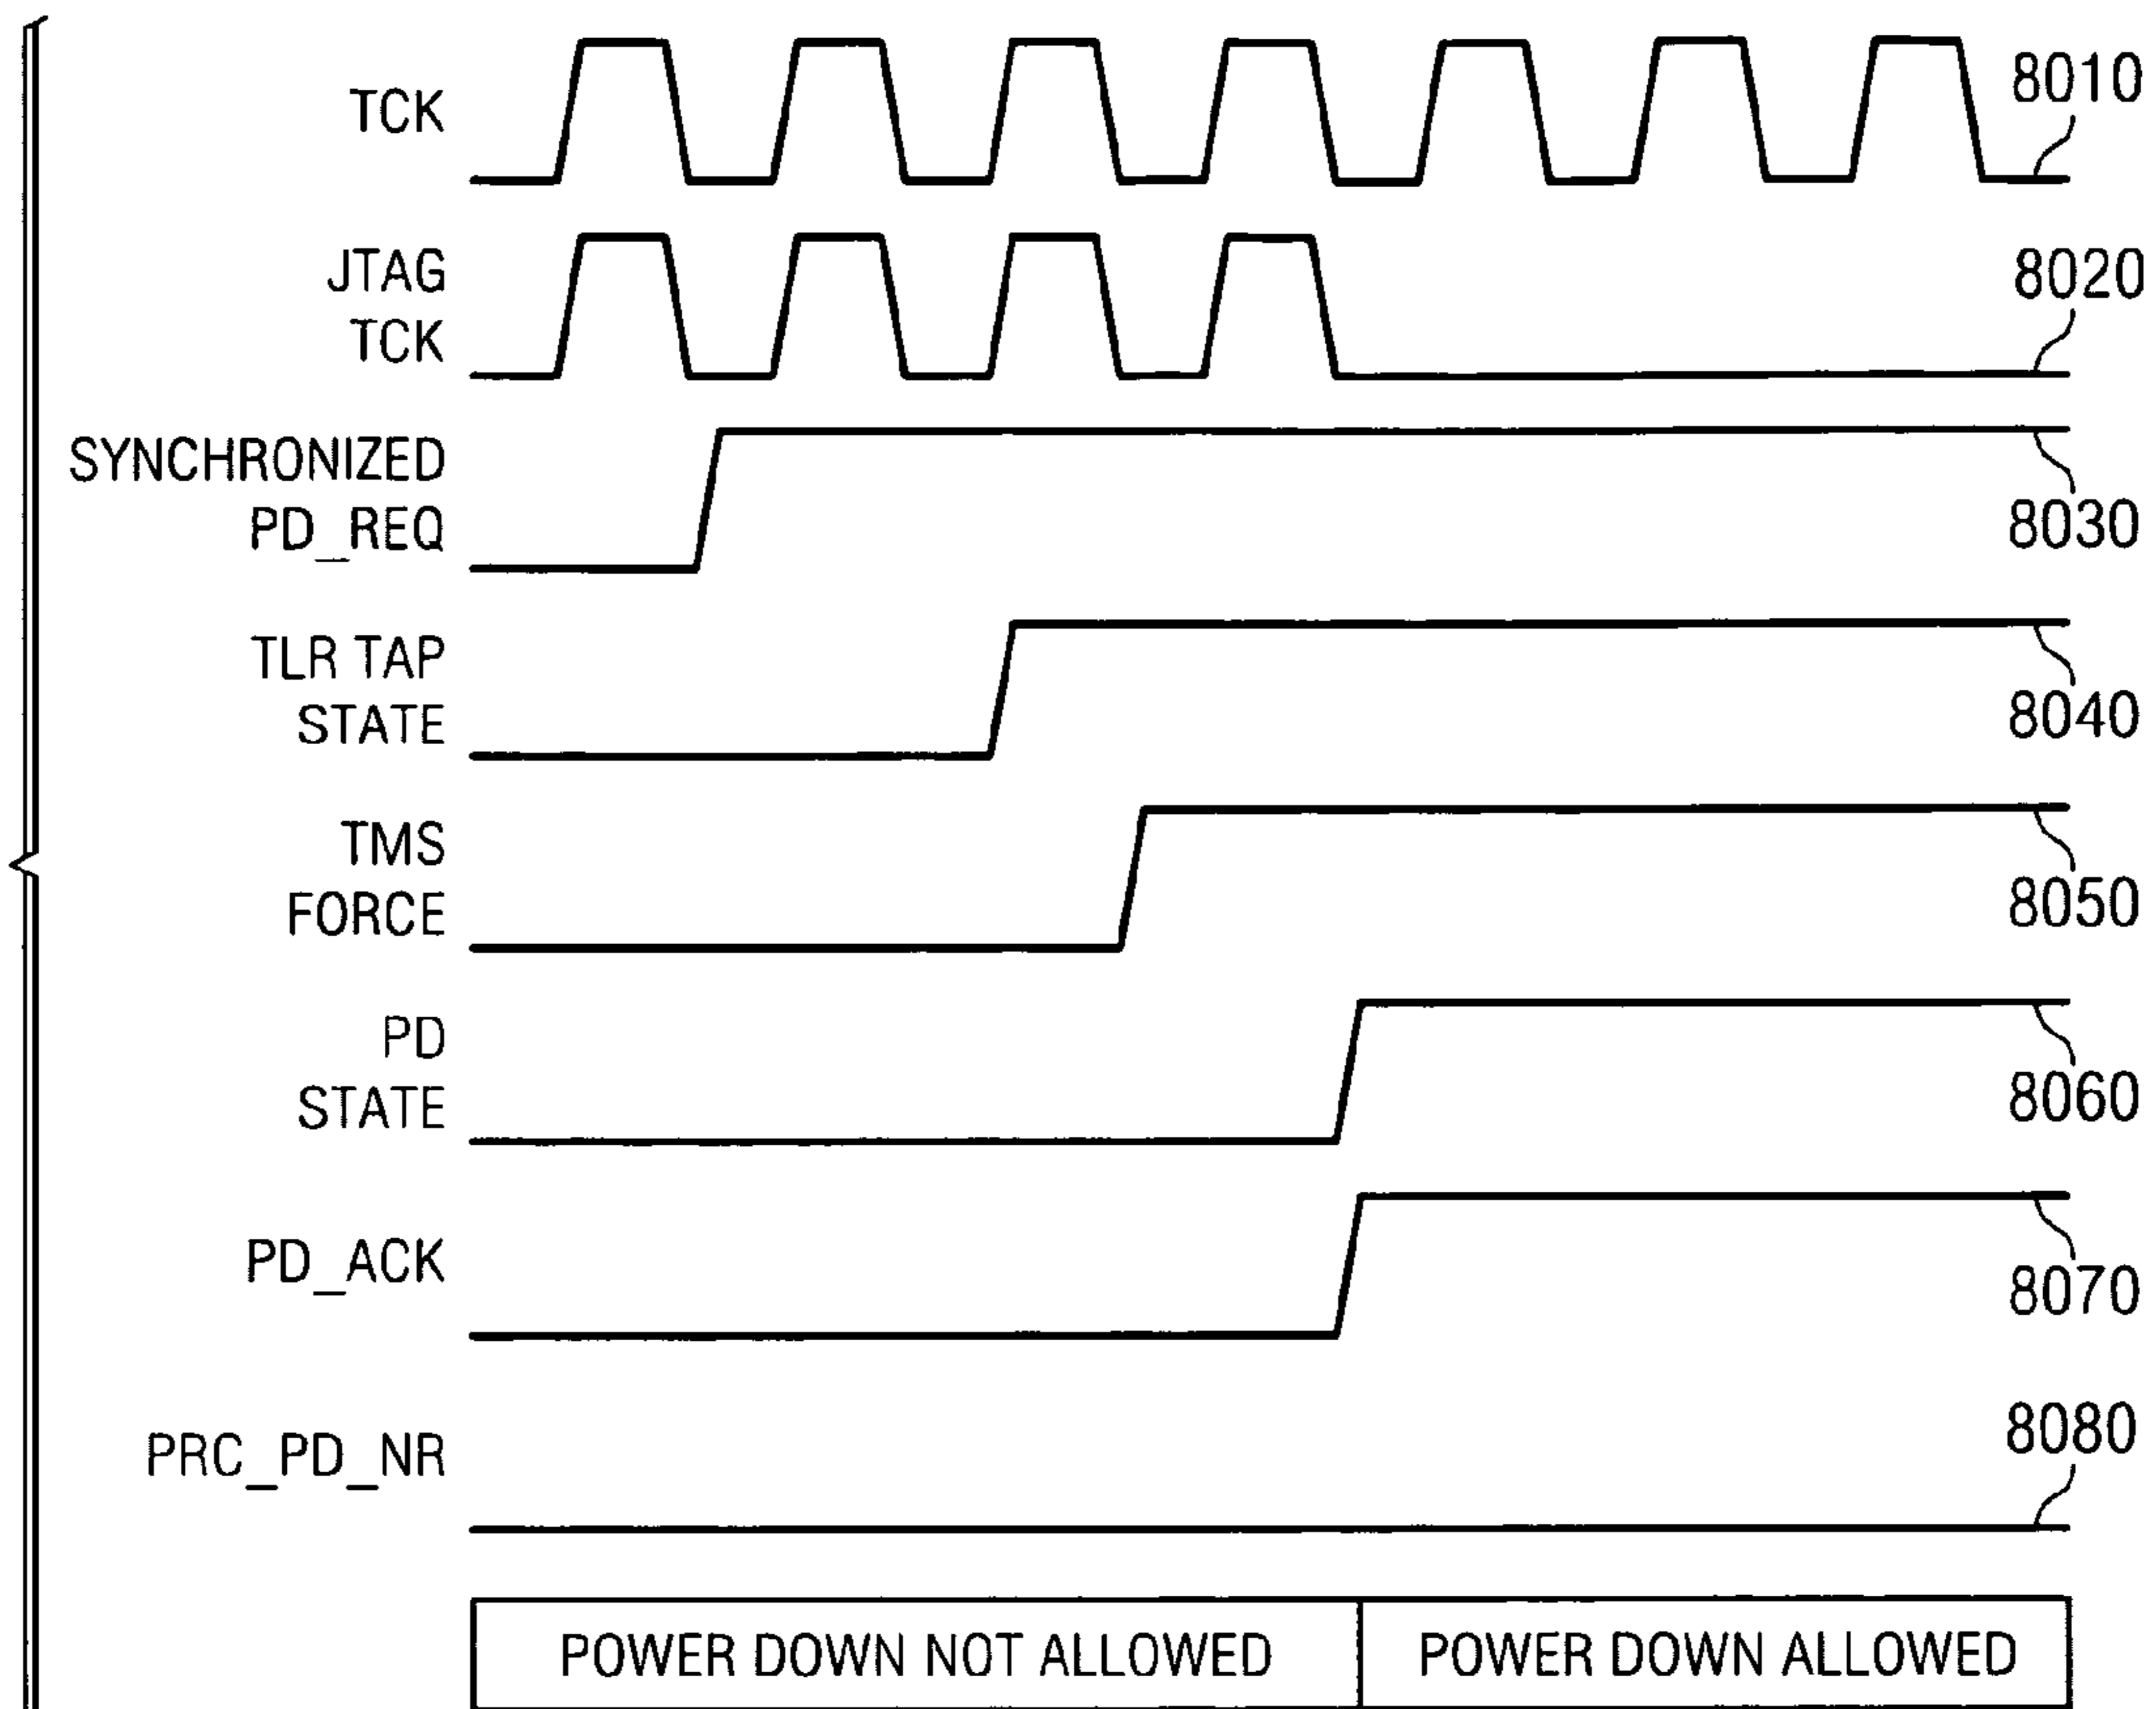 TCK
8010
JTAG
TCK
8020
SYNCHRONIZED
PD_REQ
8030
TLR TAP
STATE
8040
TMS
FORCE
8050
PD
STATE
8060
PD_ACK
8070
PRC_PD_NR
8080
POWER DOWN NOT ALLOWED
POWER DOWN ALLOWED